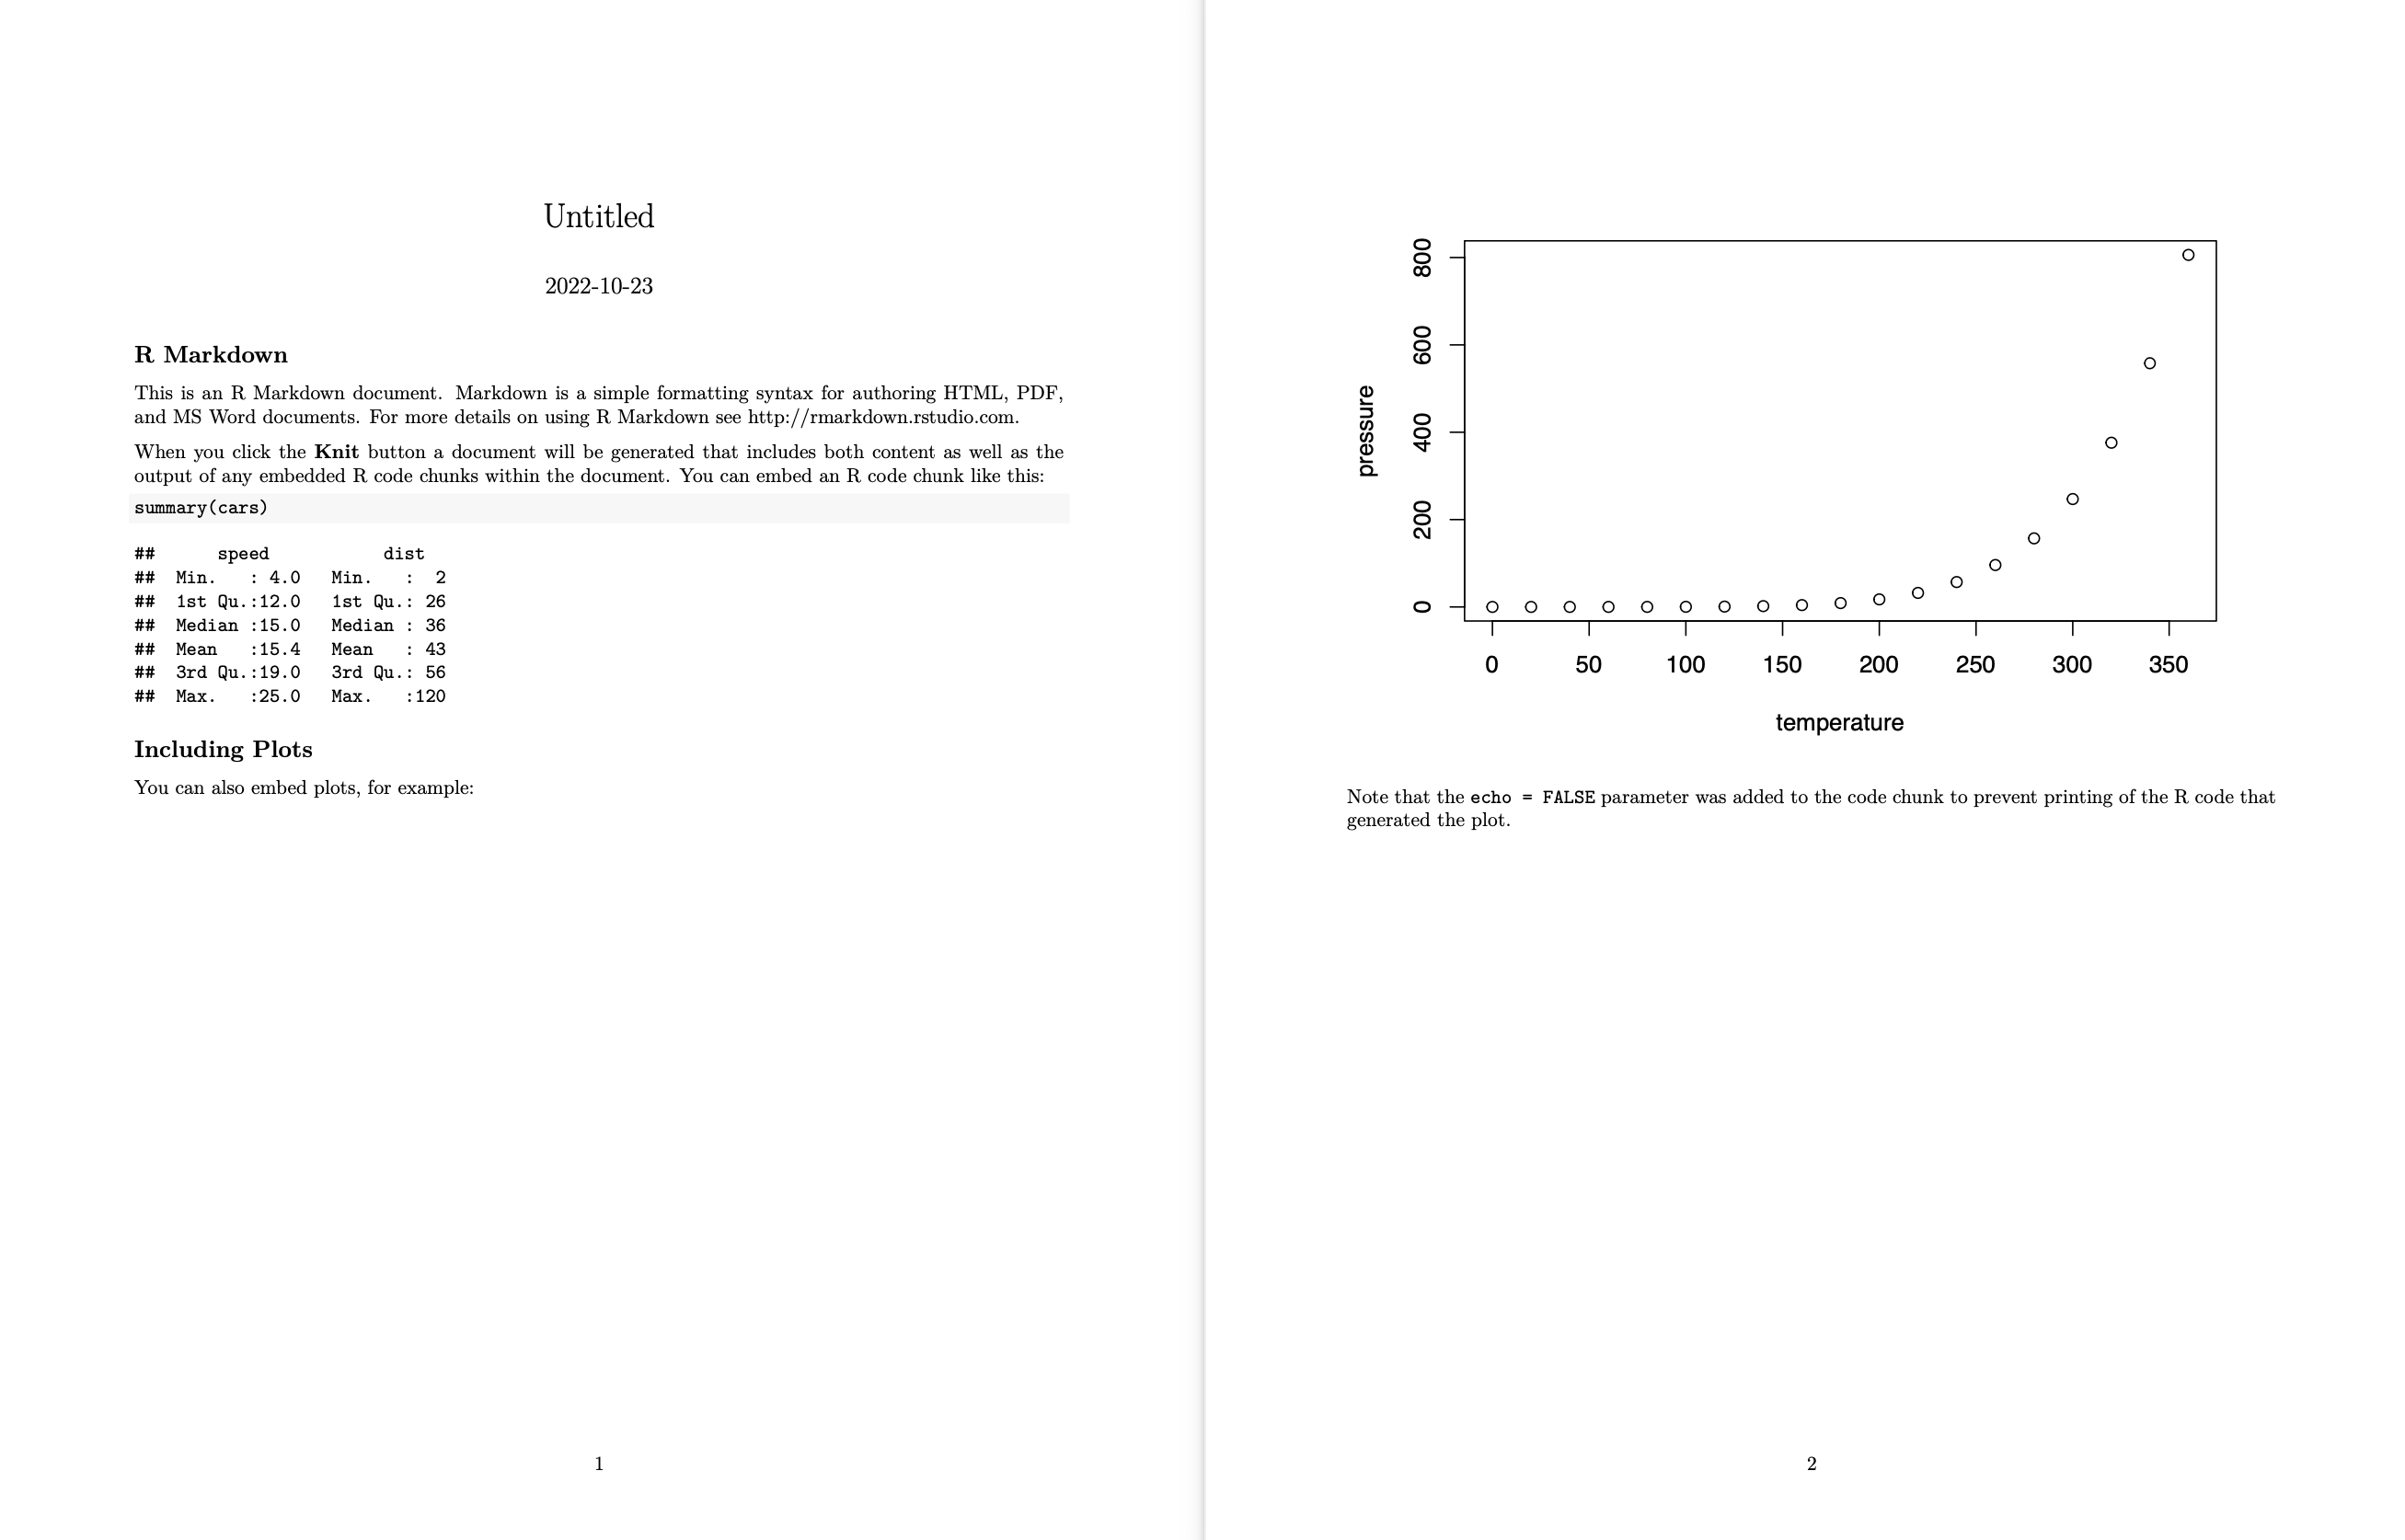 Untitled
2022-10-23
R Markdown
This is an R Markdown document. Markdown is a simple formatting syntax for authoring HTML, PDF,
and MS Word documents. For more details on using R Markdown see http://rmarkdown.rstudio.com.
When you click the Knit button a document will be generated that includes both content as well as the
output of any embedded R code chunks within the document. You can embed an R code chunk like this:
summary(cars)
##      speed           dist
##  Min.   : 4.0   Min.   :  2
##  1st Qu.:12.0   1st Qu.: 26
##  Median :15.0   Median : 36
##  Mean   :15.4   Mean   : 43
##  3rd Qu.:19.0   3rd Qu.: 56
##  Max.   :25.0   Max.   :120
Including Plots
You can also embed plots, for example:
1
800
600
400
200
0
pressure
0 50 100 150 200 250 300 350
temperature
Note that the echo = FALSE parameter was added to the code chunk to prevent printing of the R code that
generated the plot.
2